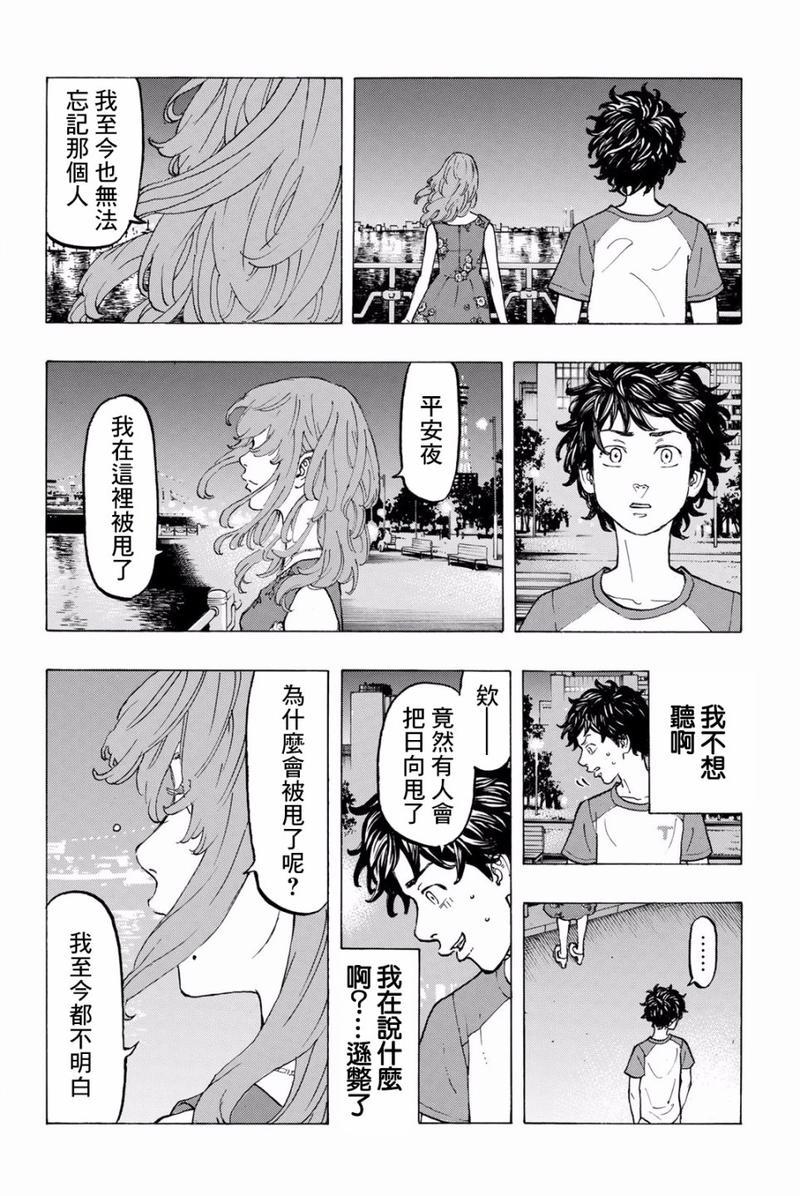 我至今也無法
忘記那個人
平安夜
我在這裡被甩了
我不想
聽啊
……
欸——
竟然有人會
把日向甩了
我在說什麼
啊？……遜斃了
為什麼會被甩了呢？
我至今都不明白